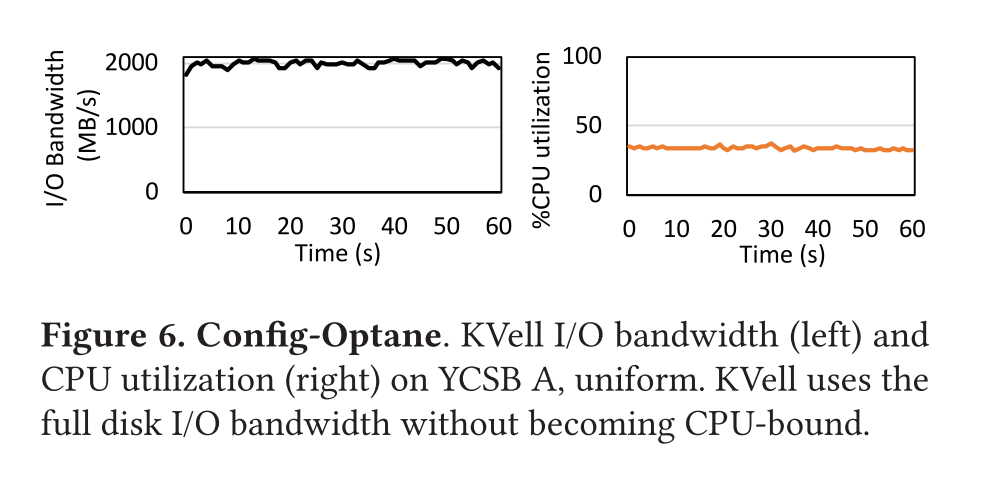 I/O Bandwidth
(MB/s)
2000
1000
0
0 10 20 30 40 50 60
Time (s)
%CPU utilization
100
50
0
0 10 20 30 40 50 60
Time (s)
Figure 6. Config-Optane. KVell I/O bandwidth (left) and
CPU utilization (right) on YCSB A, uniform. KVell uses the
full disk I/O bandwidth without becoming CPU-bound.